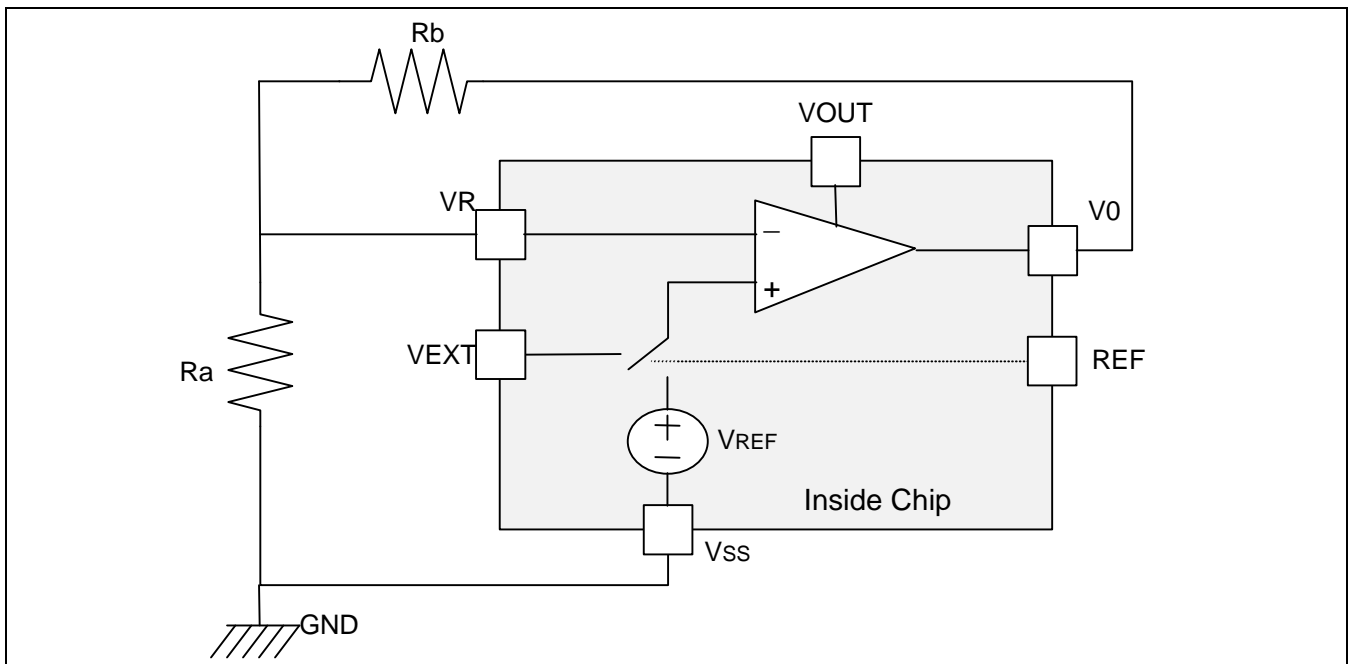 Rb
VOUT
VR
V0
−
+
VEXT
REF
Ra
+
−
VREF
Inside Chip
VSS
GND